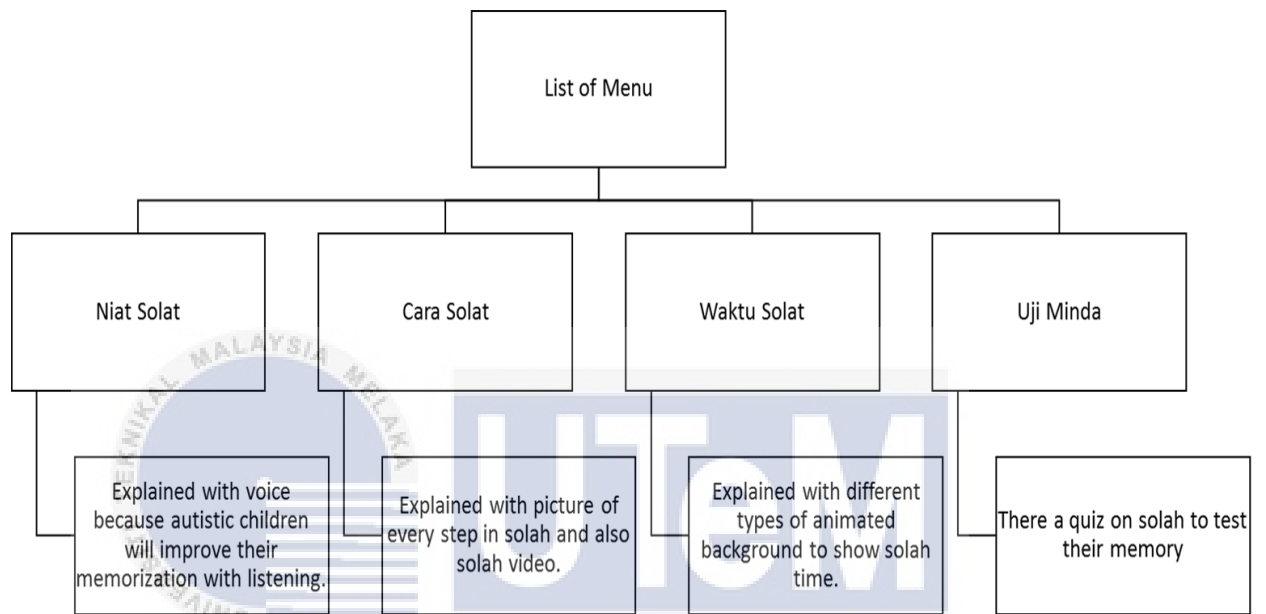 List of Menu
Niat Solat
Cara Solat
Waktu Solat
Uji Minda
Explained with voice
because autistic children
will improve their
memorization with listening.
Explained with picture of
every step in solah and also
solah video.
Explained with different
types of animated
background to show solah
time.
There a quiz on solah to test
their memory
MALAYSIA MELAKA
UTeM